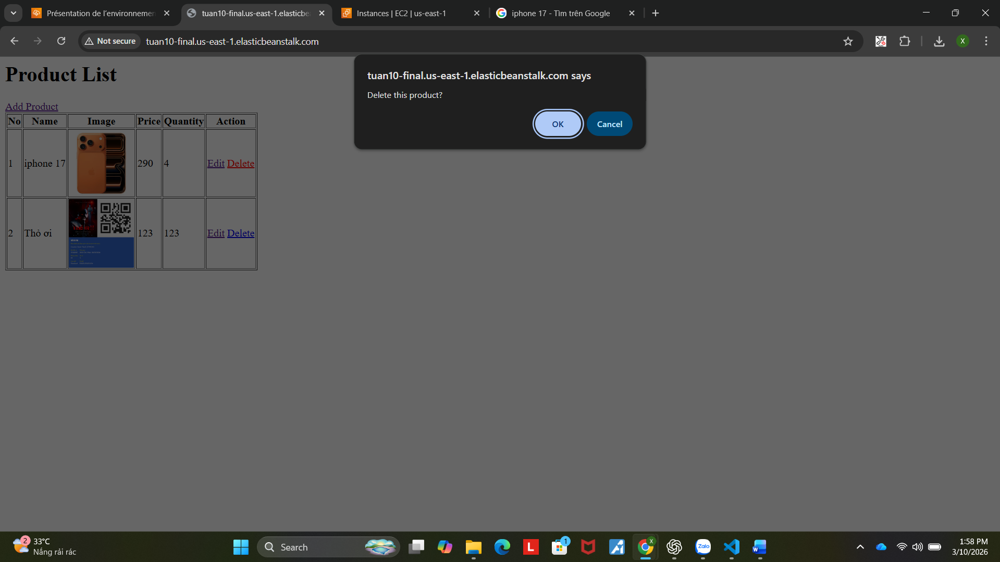 Présentation de l'environnemen
tuan10-final.us-east-1.elasticbea
Instances | EC2 | us-east-1
iphone 17 - Tìm trên Google
Not secure
tuan10-final.us-east-1.elasticbeanstalk.com
X
Product List
tuan10-final.us-east-1.elasticbeanstalk.com says
Delete this product?
OK
Cancel
Add Product
No Name Image Price Quantity Action
1 iphone 17 290 4 Edit Delete
2 Thỏ ơi 123 123 Edit Delete
2
33°C
Nắng rải rác
Search
L
1
X
Zalo
W
1:58 PM
3/10/2026